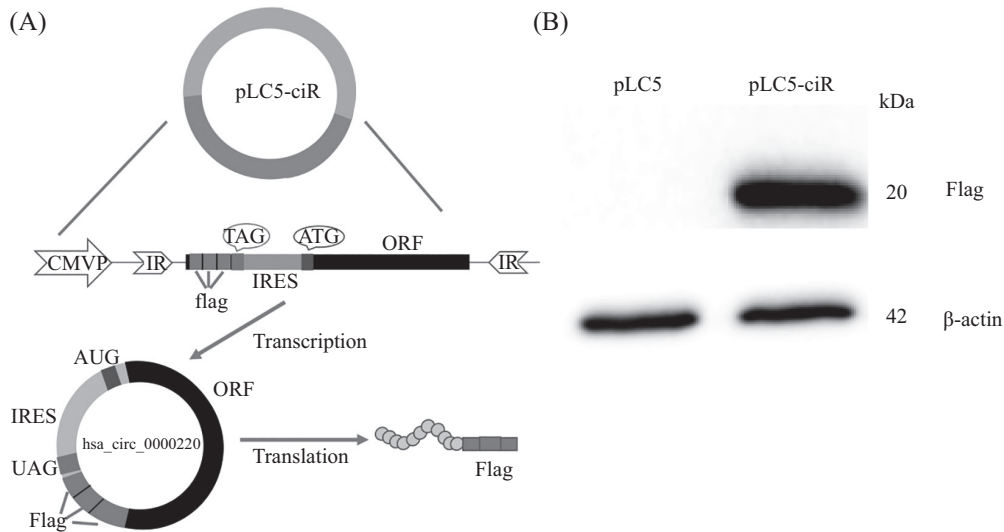 (A)
pLC5-ciR
TAG
ATG
ORF
CMVP
IR
IR
flag
IRES
Transcription
AUG
ORF
IRES
hsa_circ_0000220
UAG
Translation
Flag
Flag
(B)
pLC5
pLC5-ciR
kDa
20
Flag
42
β-actin